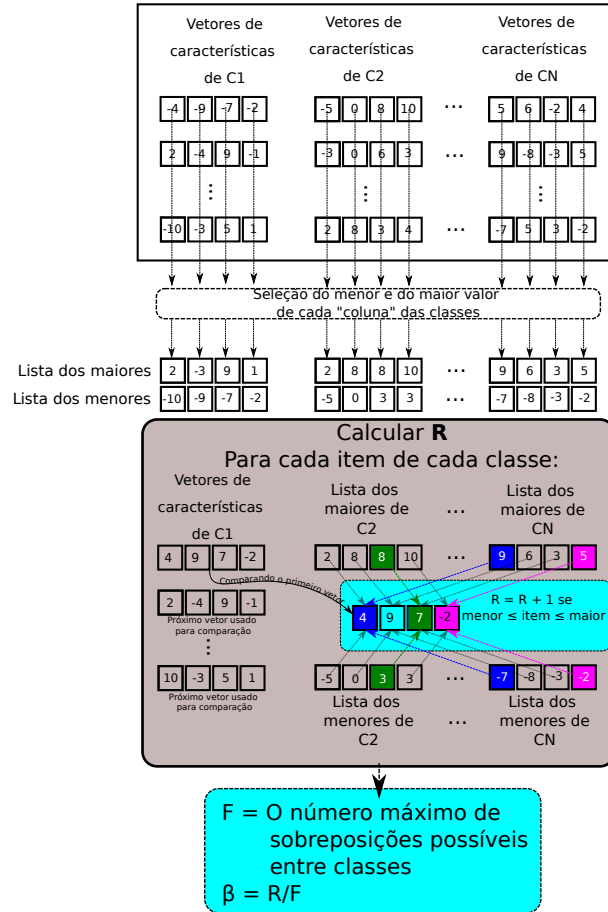 Vetores de Vetores de Vetores de
características características características
de C1 de C2 de CN
-4 -9 -7 -2 -5 0 8 10 ... 5 6 -2 4
2 -4 9 -1 -3 0 6 3 ... 9 -8 -3 5
-10 -3 5 1 2 8 3 4 ... -7 5 3 -2
Seleção do menor e do maior valor
de cada "coluna" das classes
Lista dos maiores 2 -3 9 1 2 8 8 10 ... 9 6 3 5
Lista dos menores -10 -9 -7 -2 -5 0 3 3 ... -7 -8 -3 -2
Calcular R
Para cada item de cada classe:
Vetores de
características
de C1
Lista dos
maiores de
C2
...
Lista dos
maiores de
CN
4 9 7 -2 2 8 8 10 9 6 3 5
Comparando o primeiro vetor
2 -4 9 -1
Próximo vetor usado
para comparação
...
10 -3 5 1
Próximo vetor usado
para comparação
4 9 7 -2
R = R + 1 se
menor ≤ item ≤ maior
-5 0 3 3 -7 -8 -3 -2
Lista dos
menores de
C2
...
Lista dos
menores de
CN
F = O número máximo de
sobreposições possíveis
entre classes
β = R/F